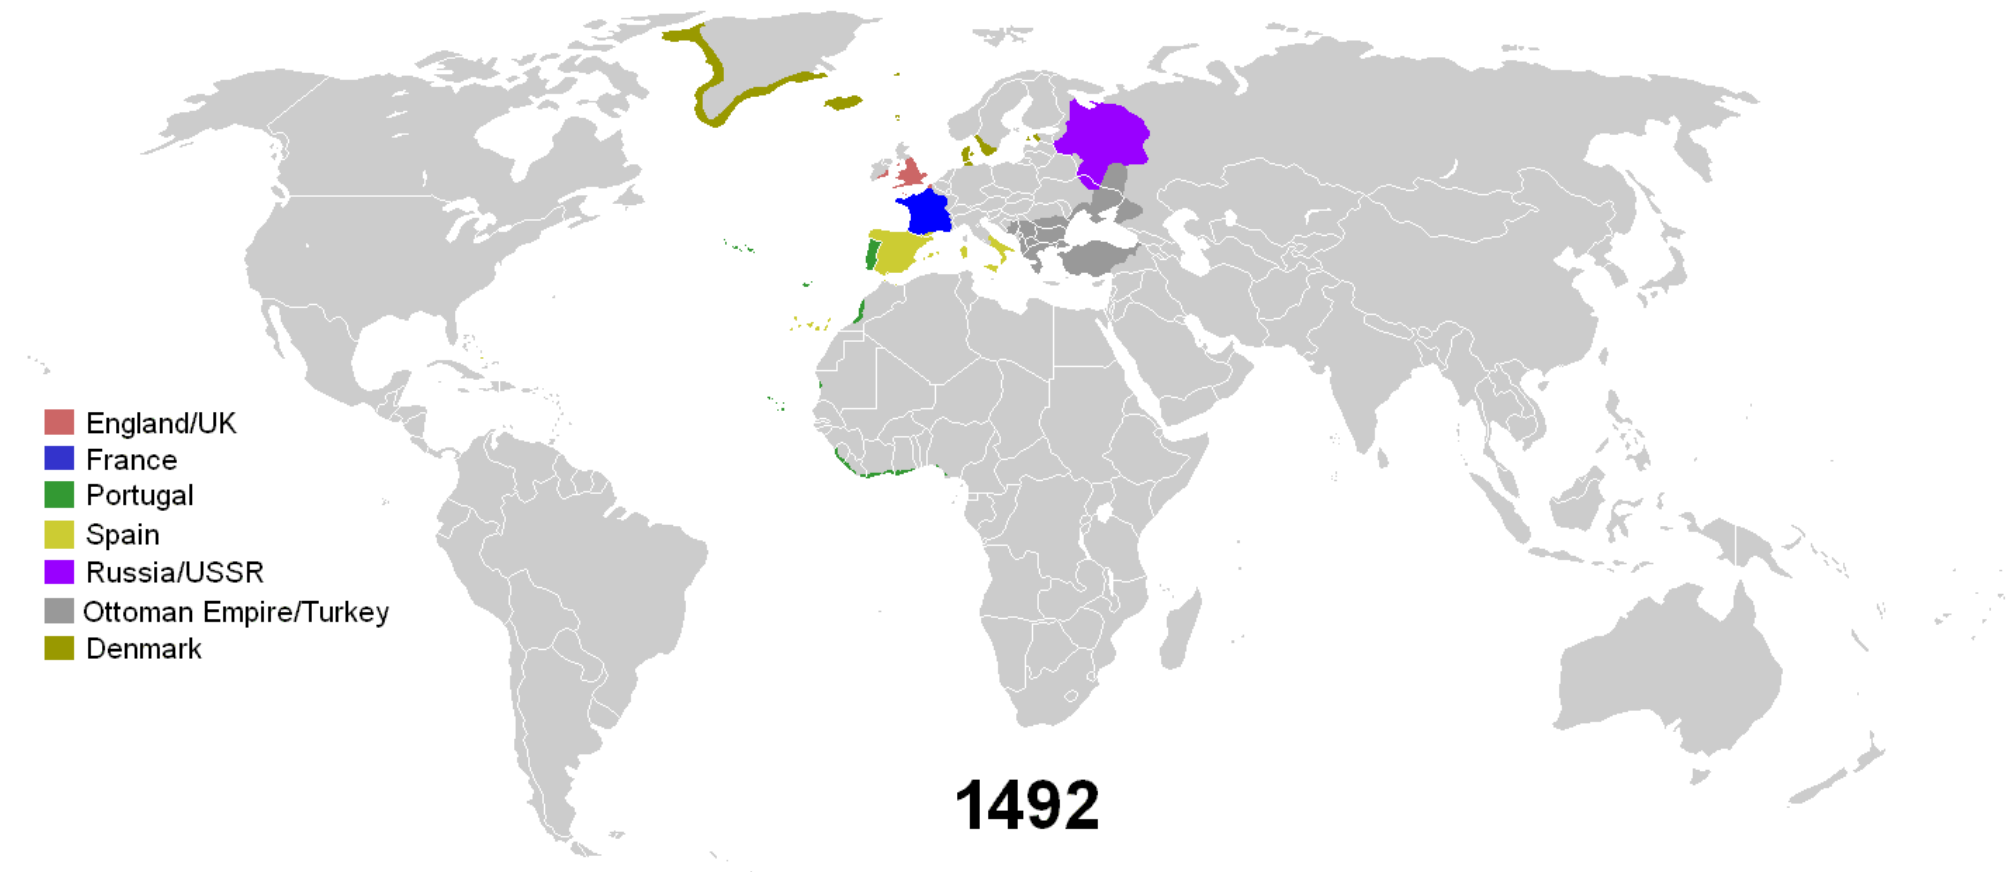 England/UK
France
Portugal
Spain
Russia/USSR
Ottoman Empire/Turkey
Denmark
1492